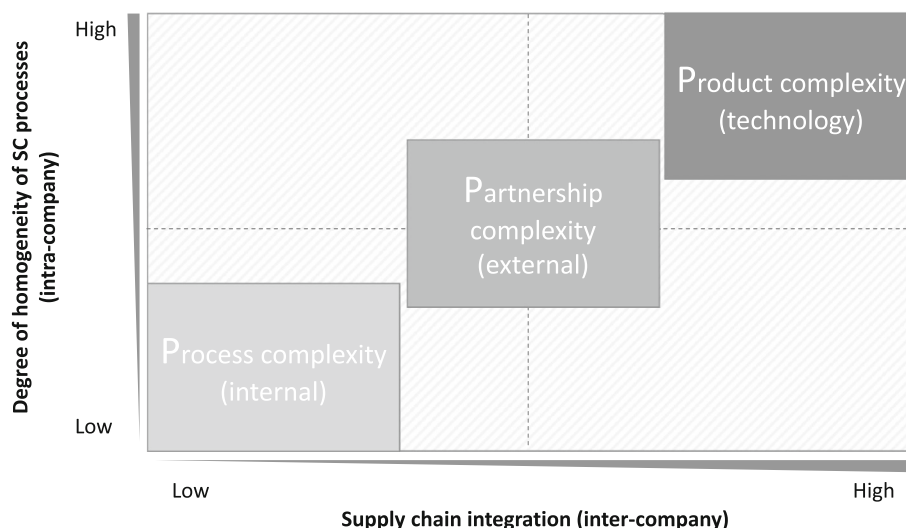 High
Degree of homogeneity of SC processes
(intra-company)
Product complexity
(technology)
Partnership
complexity
(external)
Process complexity
(internal)
Low
Low
High
Supply chain integration (inter-company)